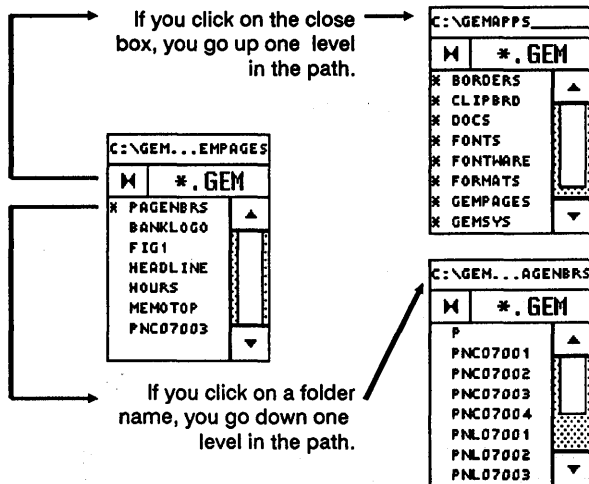 If you click on the close
box, you go up one level
in the path.
C:\GEMAPPS
*.GEM
* BORDERS
* CLIPBRD
* DOCS
* FONTS
* FONTWARE
* FORMATS
* GEMPAGES
* GEMSYS
C:\GEM...EMPAGES
*.GEM
* PAGENBRS
BANKLOGO
FIG1
HEADLINE
HOURS
MEMOTOP
PNC07003
If you click on a folder
name, you go down one
level in the path.
C:\GEM...AGENBRS
*.GEM
P
PNC07001
PNC07002
PNC07003
PNC07004
PNL07001
PNL07002
PNL07003